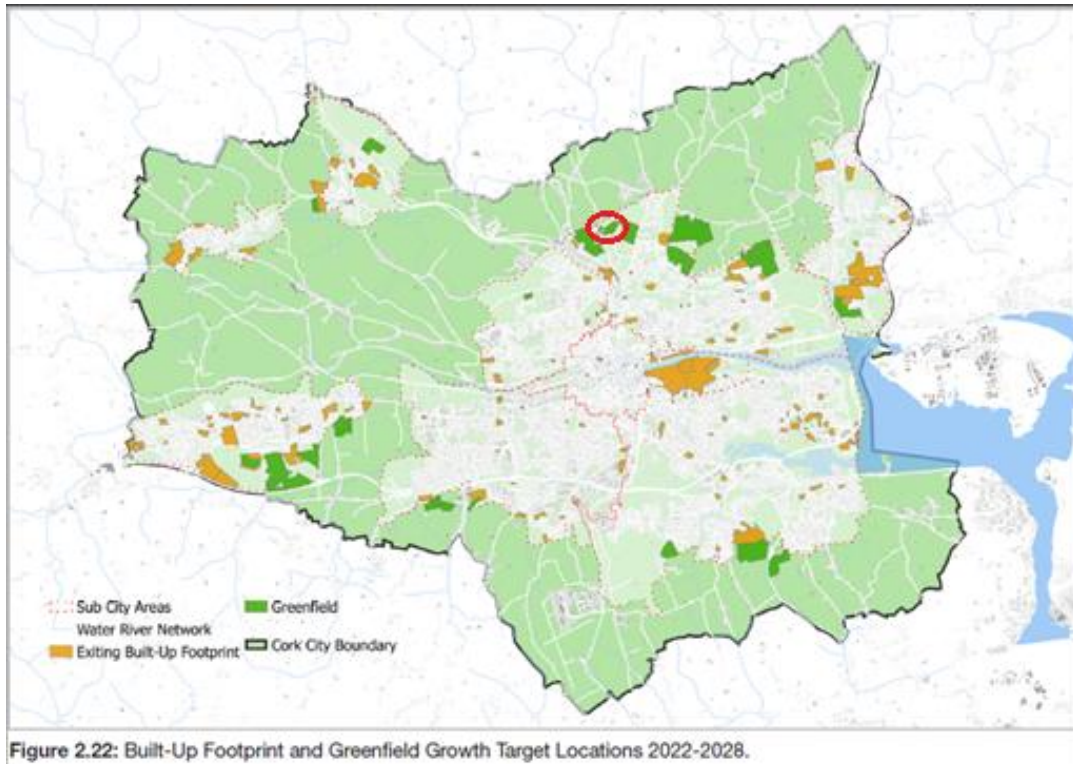 Sub City Areas
Water River Network
Exiting Built-Up Footprint
Greenfield
Cork City Boundary
Figure 2.22: Built-Up Footprint and Greenfield Growth Target Locations 2022-2028.